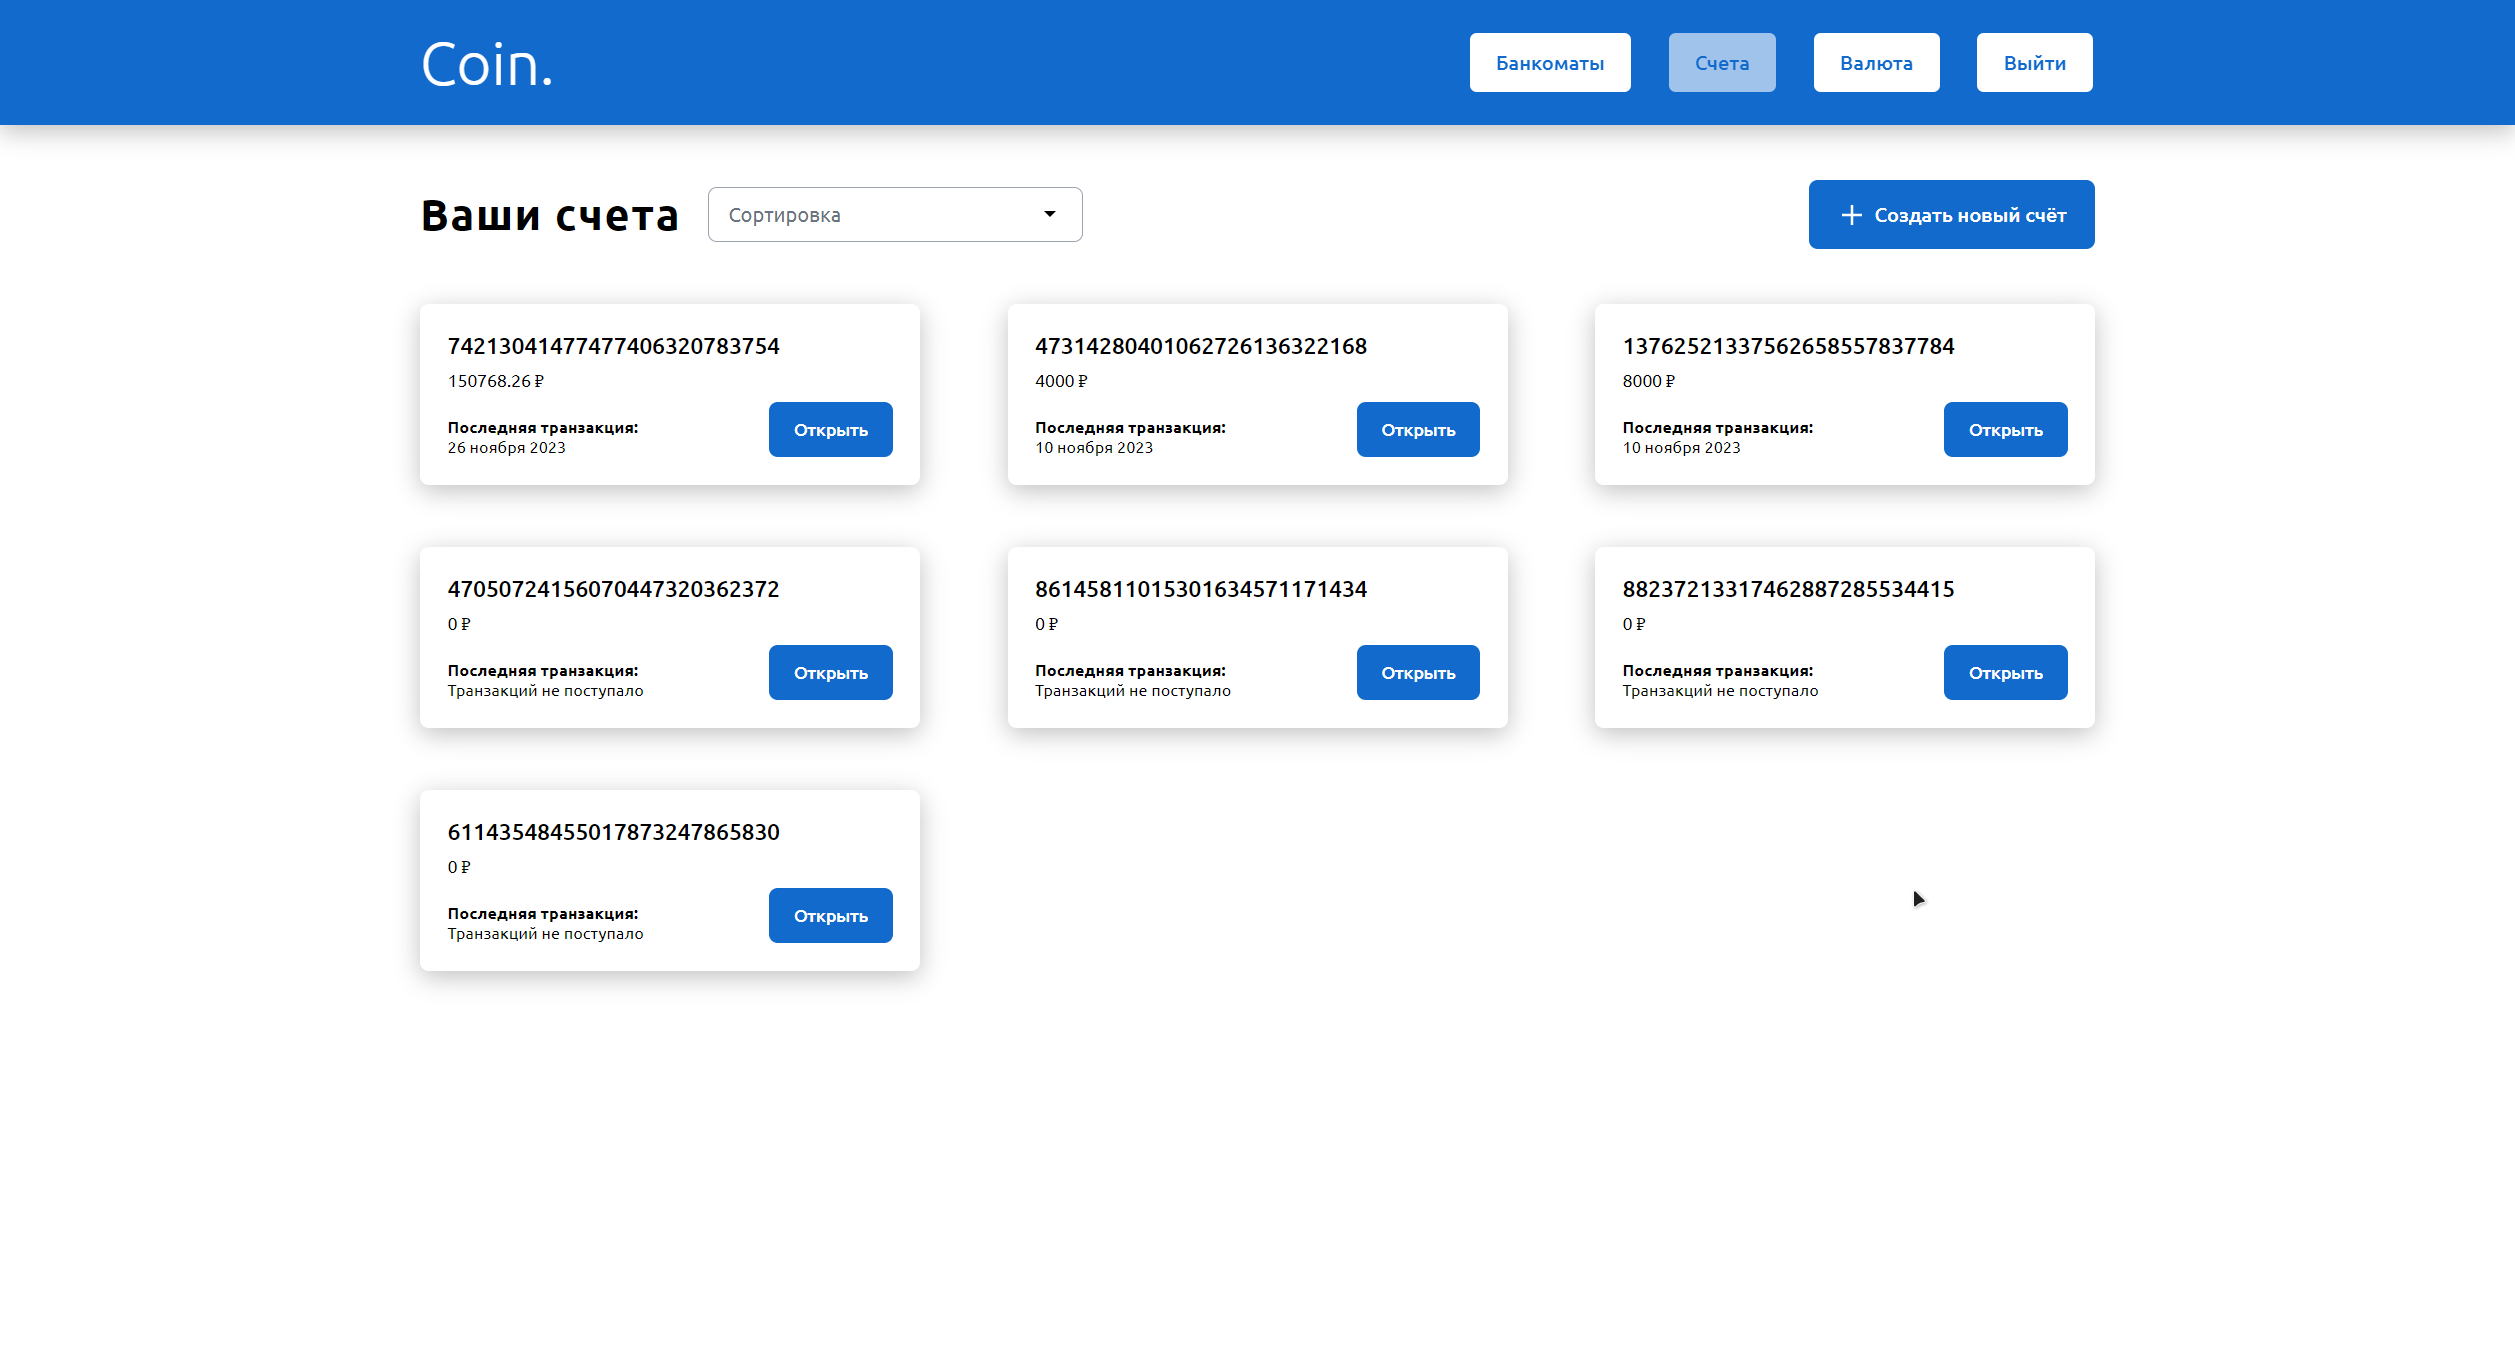 Coin.
Банкоматы
Счета
Валюта
Выйти
Ваши счета
Сортировка
Создать новый счёт
74213041477477406320783754
150768.26 ₽
Последняя транзакция:
26 ноября 2023
Открыть
47314280401062726136322168
4000 ₽
Последняя транзакция:
10 ноября 2023
Открыть
13762521337562658557837784
8000 ₽
Последняя транзакция:
10 ноября 2023
Открыть
47050724156070447320362372
0 ₽
Последняя транзакция:
Транзакций не поступало
Открыть
86145811015301634571171434
0 ₽
Последняя транзакция:
Транзакций не поступало
Открыть
88237213317462887285534415
0 ₽
Последняя транзакция:
Транзакций не поступало
Открыть
61143548455017873247865830
0 ₽
Последняя транзакция:
Транзакций не поступало
Открыть